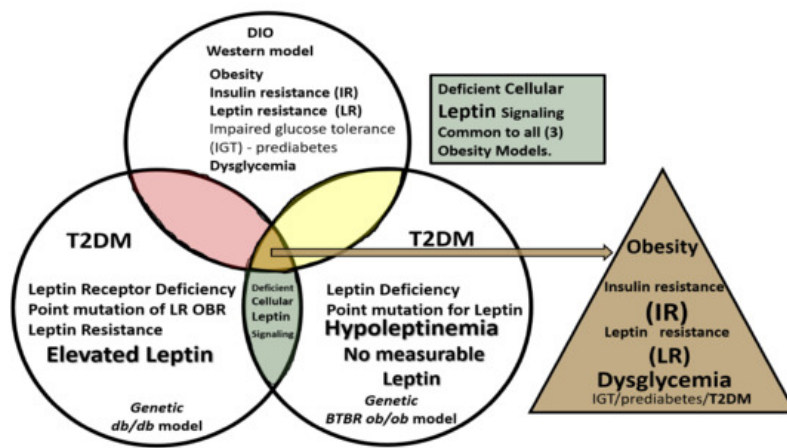 DIO
Western model
Obesity
Insulin resistance (IR)
Leptin resistance (LR)
Impaired glucose tolerance
(IGT) - prediabetes
Dysglycemia
Deficient Cellular
Leptin Signaling
Common to all (3)
Obesity Models.
T2DM
Leptin Receptor Deficiency
Point mutation of LR OBR
Leptin Resistance
Elevated Leptin
Genetic
db/db model
Deficient
Cellular
Leptin
Signaling
T2DM
Leptin Deficiency
Point mutation for Leptin
Hypoleptinemia
No measurable
Leptin
Genetic
BTBR ob/ob model
Obesity
Insulin resistance
(IR)
Leptin resistance
(LR)
Dysglycemia
IGT/prediabetes/T2DM